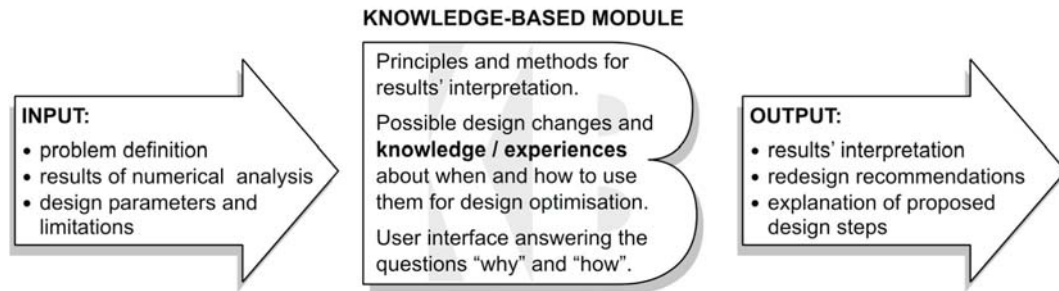 KNOWLEDGE-BASED MODULE
INPUT:
• problem definition
• results of numerical analysis
• design parameters and
limitations
Principles and methods for
results’ interpretation.
Possible design changes and
knowledge / experiences
about when and how to use
them for design optimisation.
User interface answering the
questions “why” and “how”.
OUTPUT:
• results’ interpretation
• redesign recommendations
• explanation of proposed
design steps